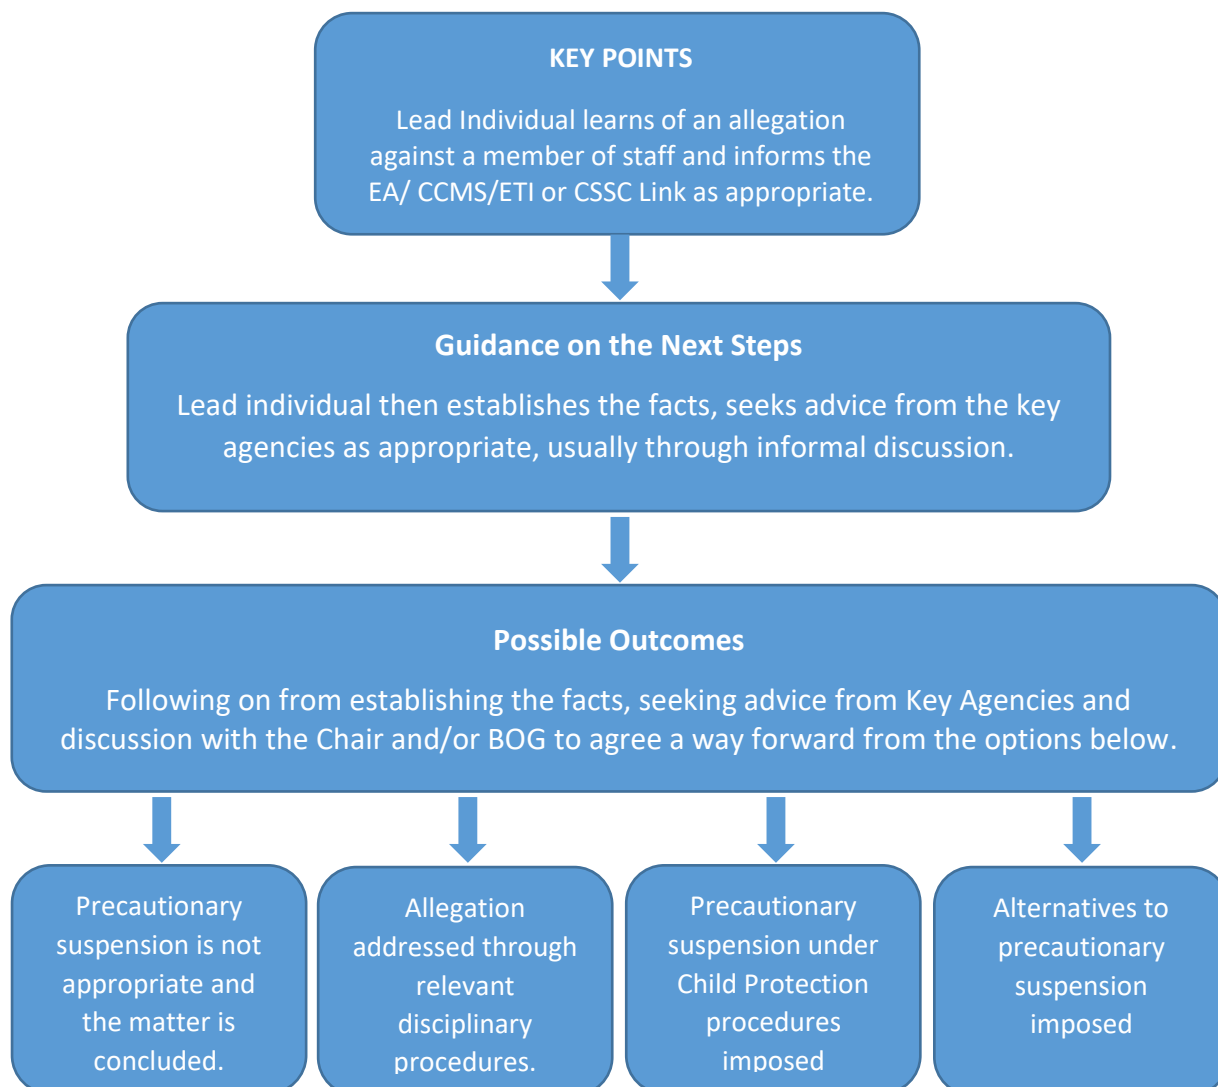 KEY POINTS
Lead Individual learns of an allegation
against a member of staff and informs the
EA/ CCMS/ETI or CSSC Link as appropriate.
Guidance on the Next Steps
Lead individual then establishes the facts, seeks advice from the key
agencies as appropriate, usually through informal discussion.
Possible Outcomes
Following on from establishing the facts, seeking advice from Key Agencies and
discussion with the Chair and/or BOG to agree a way forward from the options below.
Precautionary
suspension is not
appropriate and
the matter is
concluded.
Allegation
addressed through
relevant
disciplinary
procedures.
Precautionary
suspension under
Child Protection
procedures
imposed
Alternatives to
precautionary
suspension
imposed